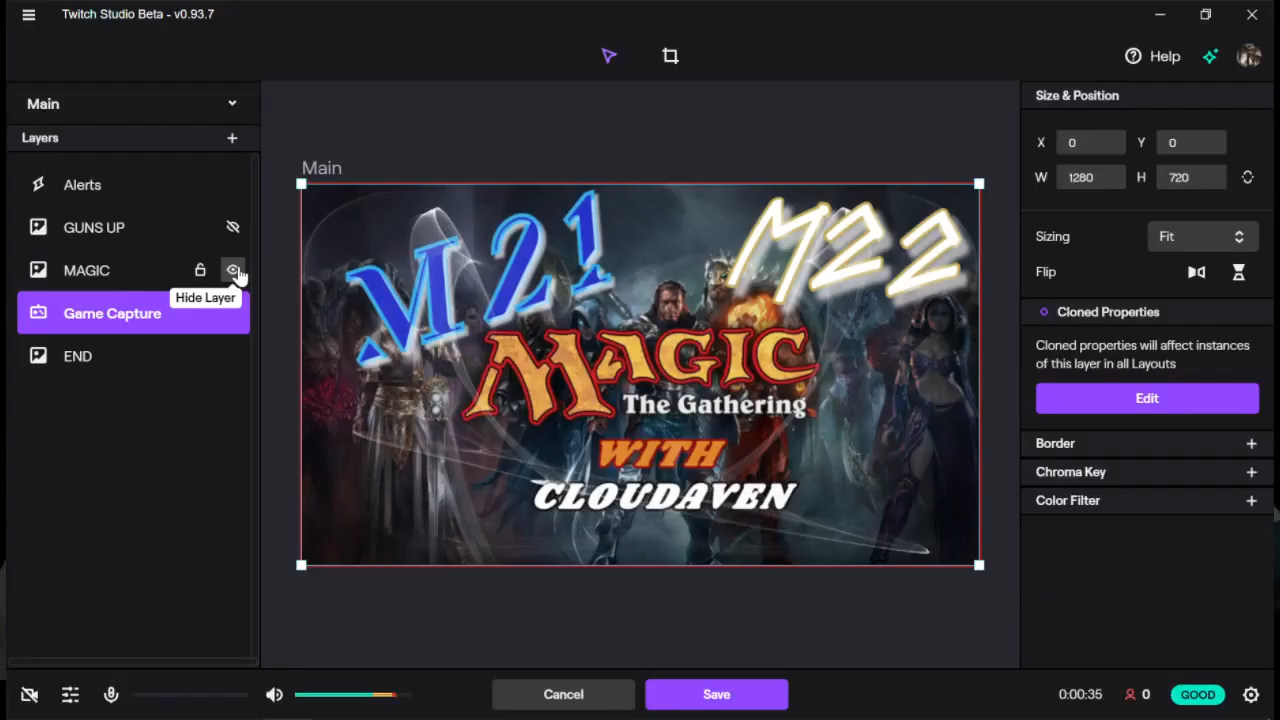 Twitch Studio Beta - v0.93.7
Help
Main
Layers
Alerts
GUNS UP
MAGIC
Hide Layer
Game Capture
END
Main
M21
M22
MAGIC
The Gathering
WITH
CLOUDAVEN
Size & Position
X 0 Y 0
W 1280 H 720
Sizing Fit
Flip
Cloned Properties
Cloned properties will affect instances
of this layer in all Layouts
Edit
Border
Chroma Key
Color Filter
Cancel
Save
0:00:35
0
GOOD